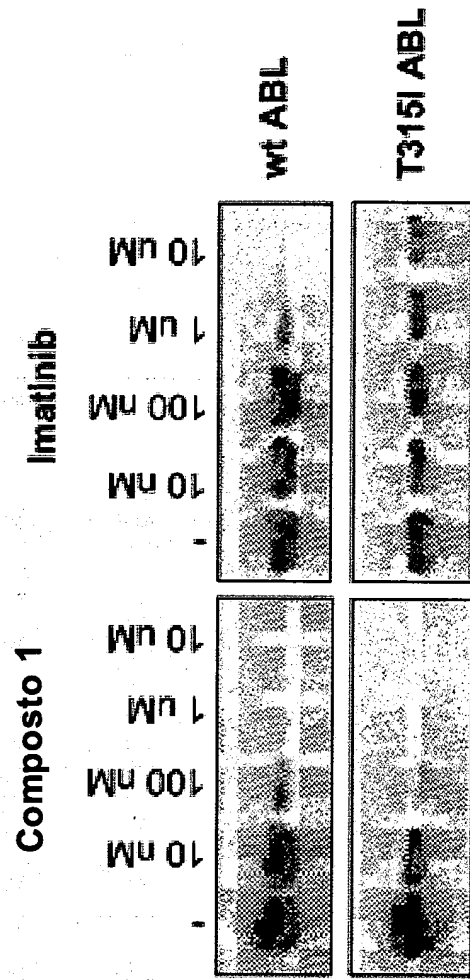 Composto 1
Imatinib
-
10 nM
100 nM
1 uM
10 uM
-
10 nM
100 nM
1 uM
10 uM
wt ABL
T315I ABL